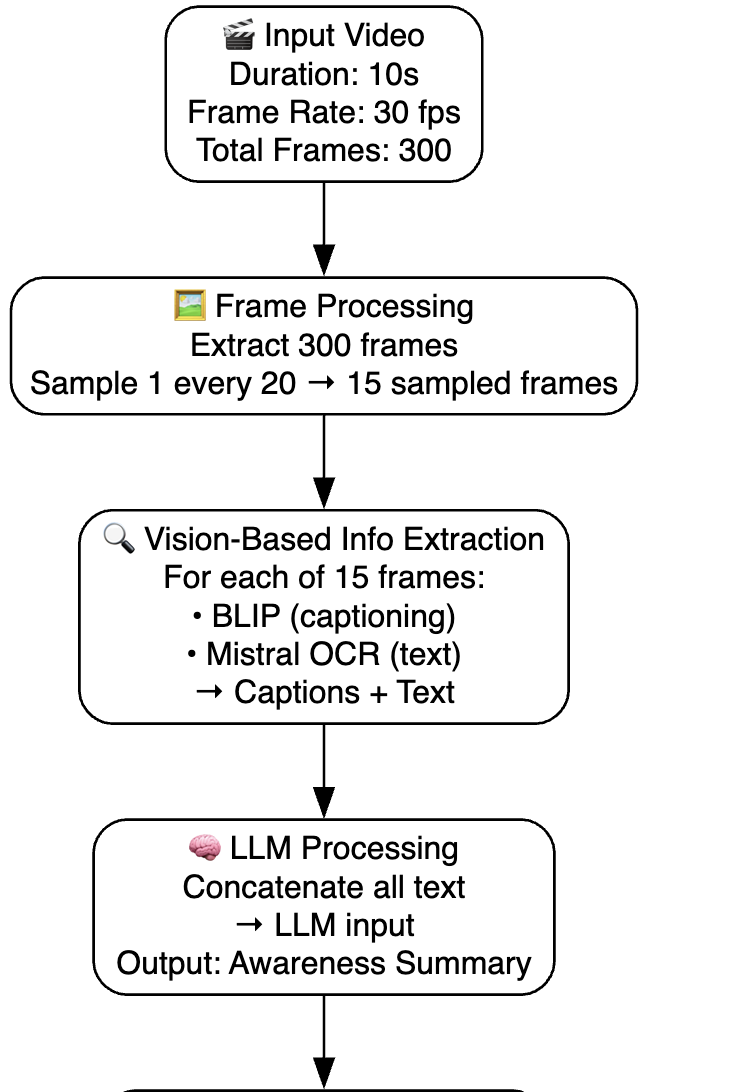 🎬 Input Video
Duration: 10s
Frame Rate: 30 fps
Total Frames: 300
🖼️ Frame Processing
Extract 300 frames
Sample 1 every 20 → 15 sampled frames
🔍 Vision-Based Info Extraction
For each of 15 frames:
• BLIP (captioning)
• Mistral OCR (text)
→ Captions + Text
🧠 LLM Processing
Concatenate all text
→ LLM input
Output: Awareness Summary